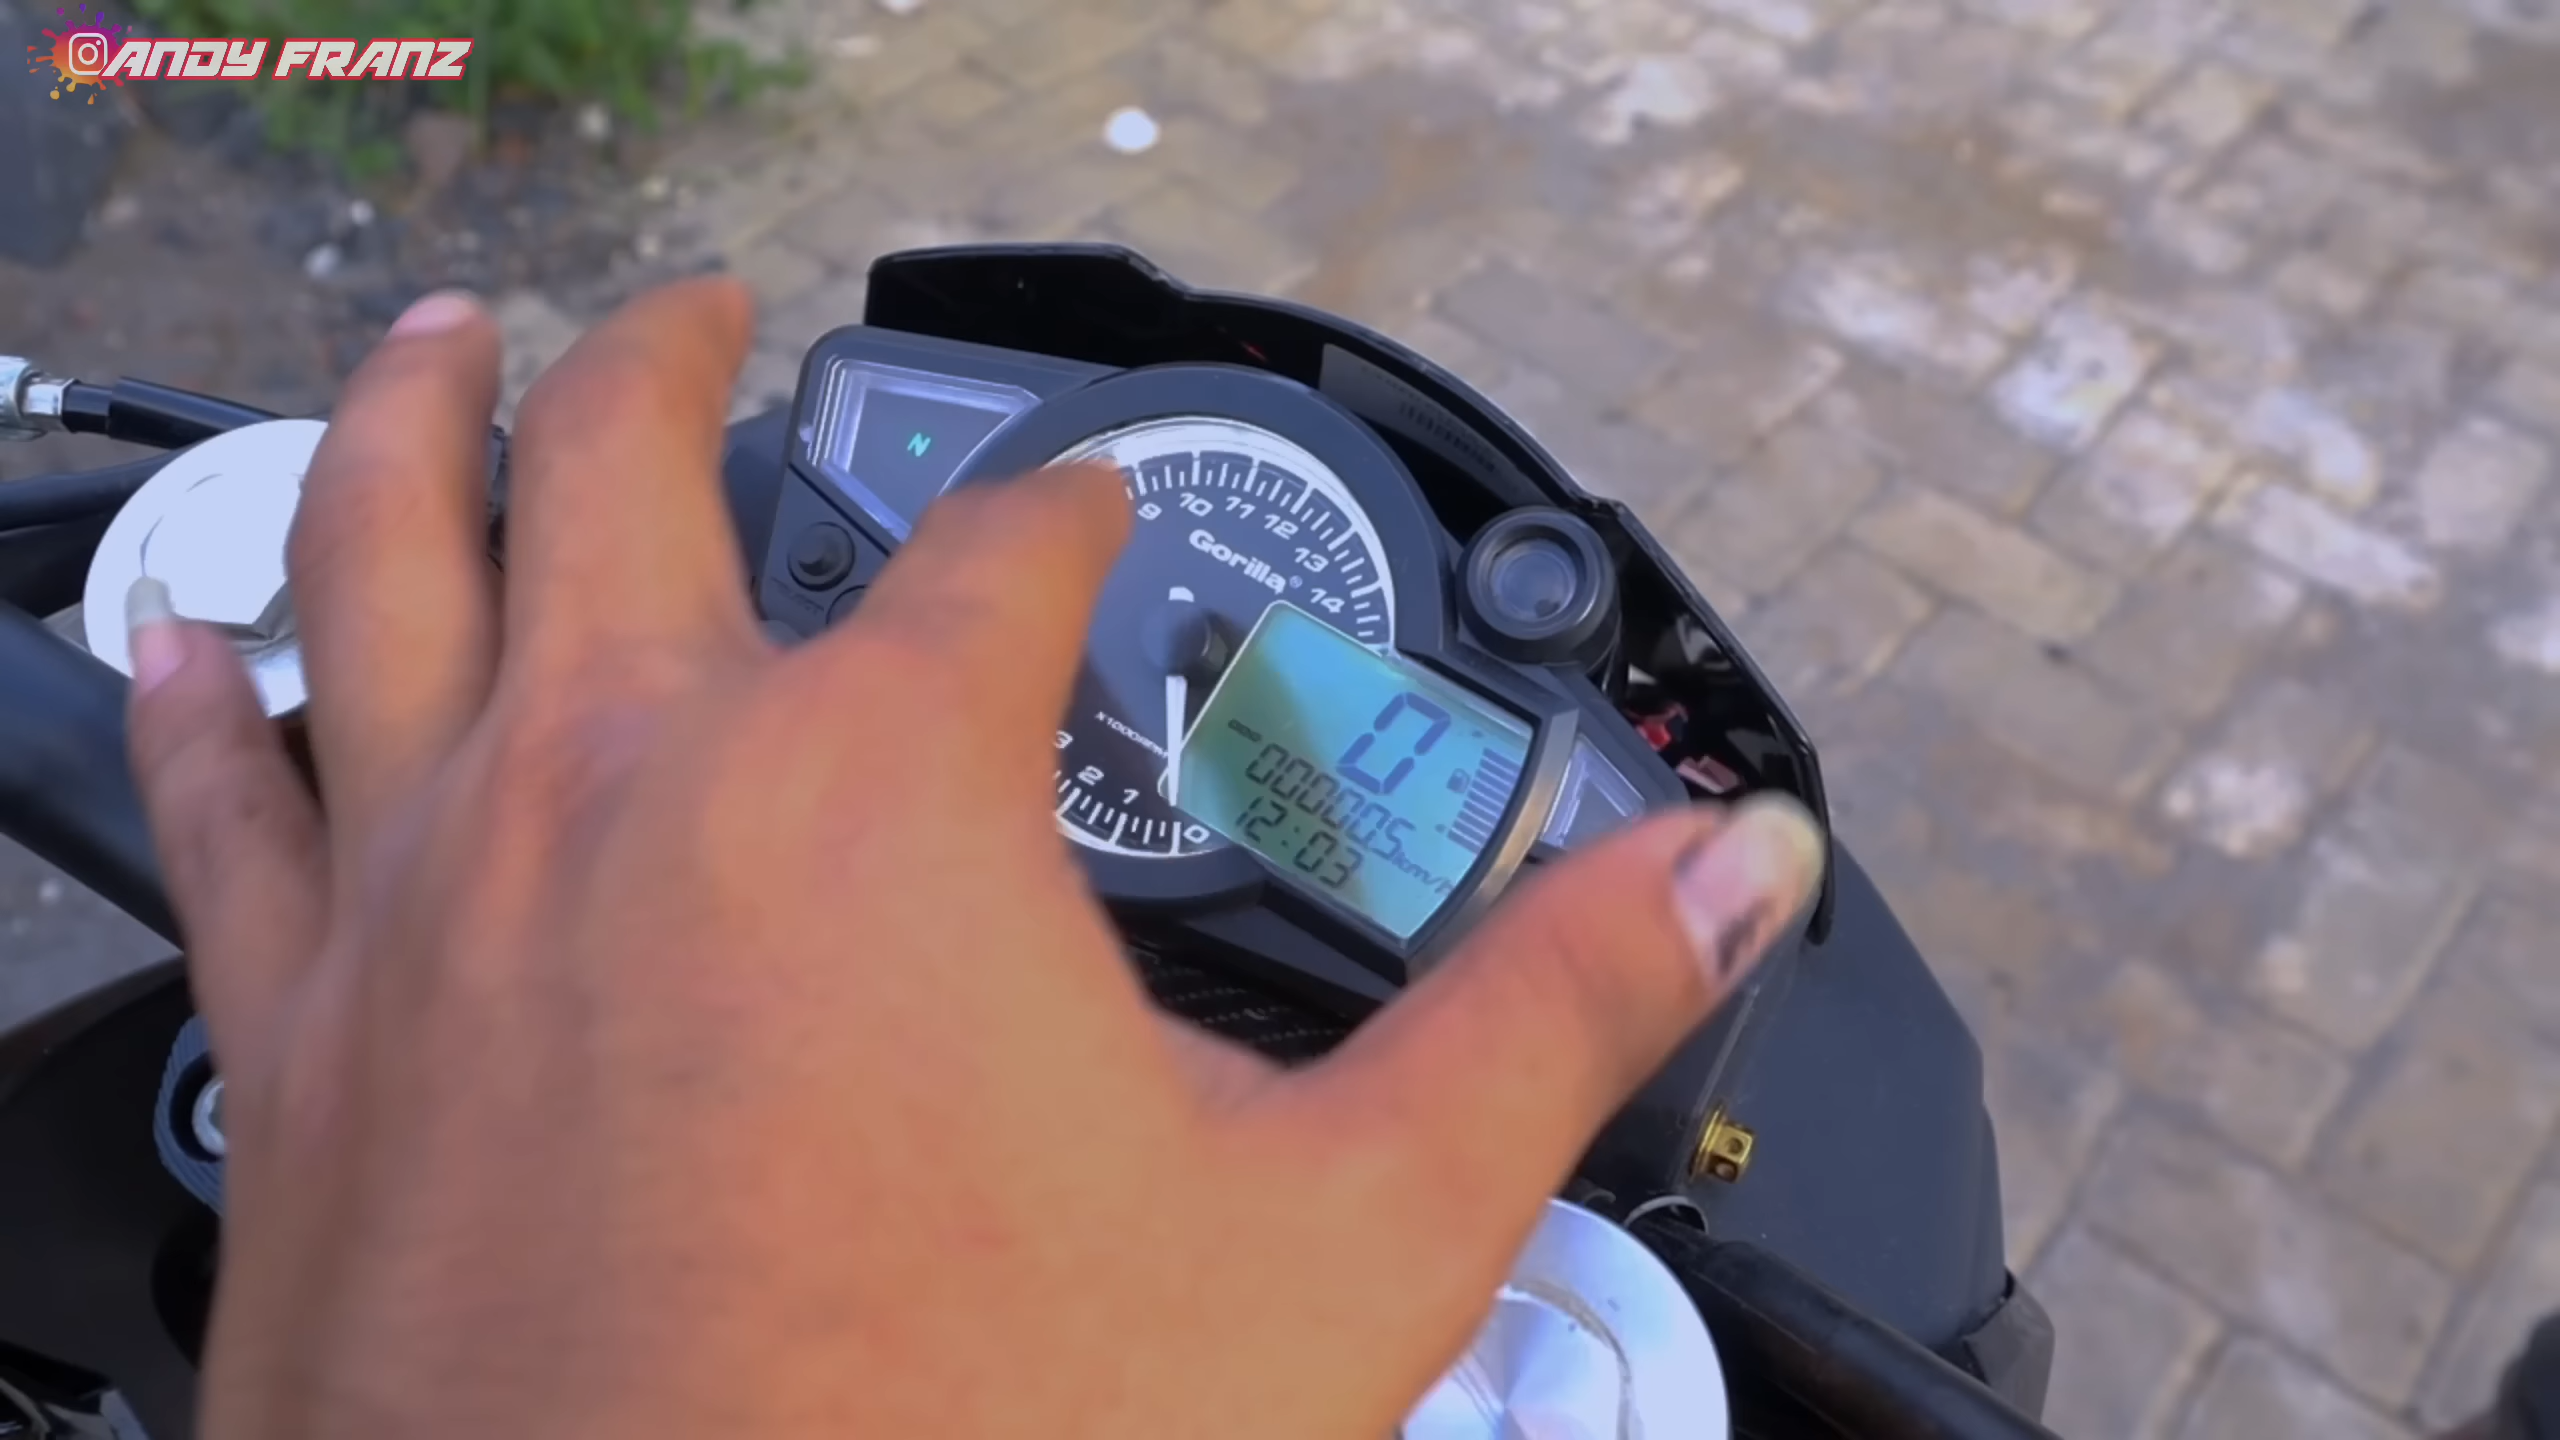 ANDY FRANZ
N
9 10 11 12 13 14
Gorilla®
X1000RPM
3 2 1 0
0
ODO
000005
km/h
12:03